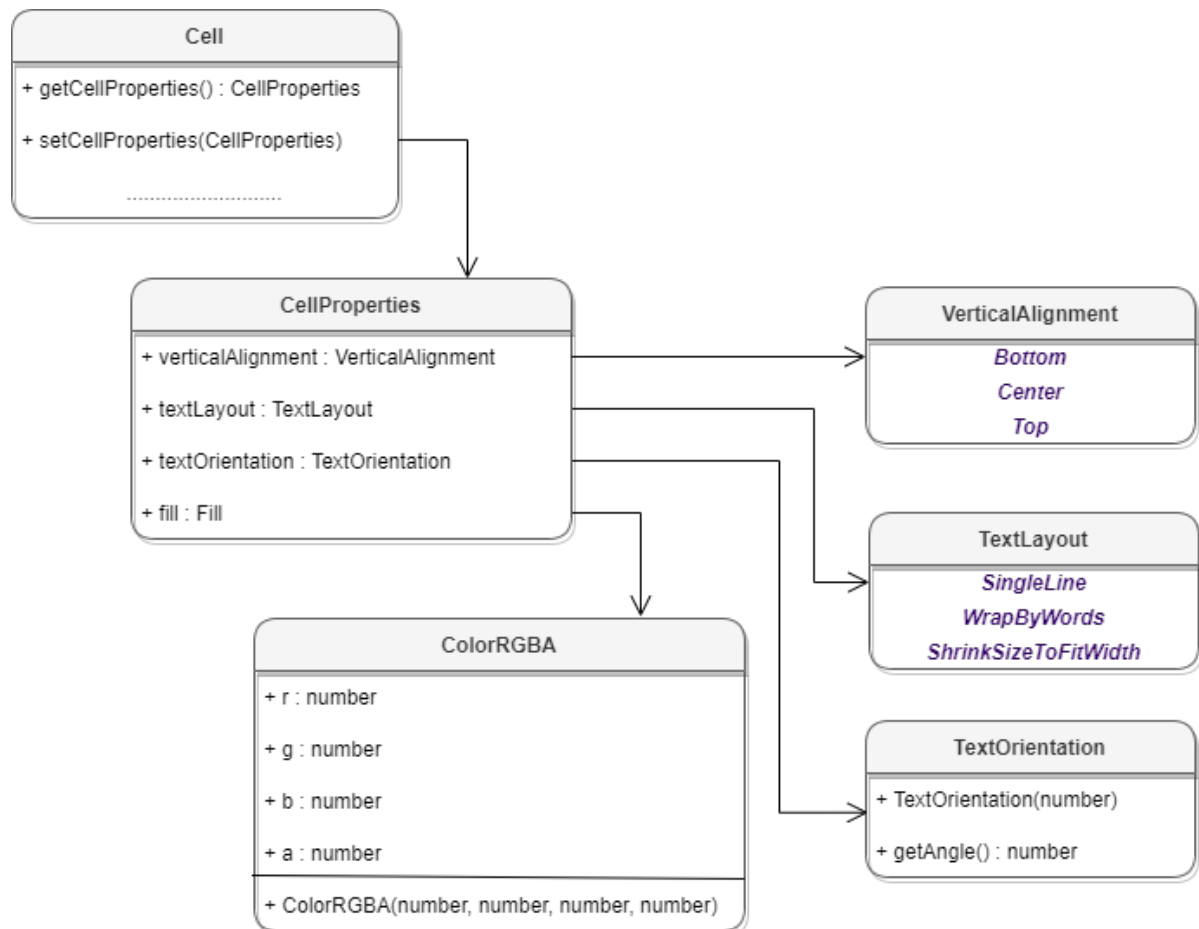 Cell
+ getCellProperties() : CellProperties
+ setCellProperties(CellProperties)
...........................
CellProperties
+ verticalAlignment : VerticalAlignment
+ textLayout : TextLayout
+ textOrientation : TextOrientation
+ fill : Fill
VerticalAlignment
Bottom
Center
Top
TextLayout
SingleLine
WrapByWords
ShrinkSizeToFitWidth
ColorRGBA
+ r : number
+ g : number
+ b : number
+ a : number
+ ColorRGBA(number, number, number, number)
TextOrientation
+ TextOrientation(number)
+ getAngle() : number